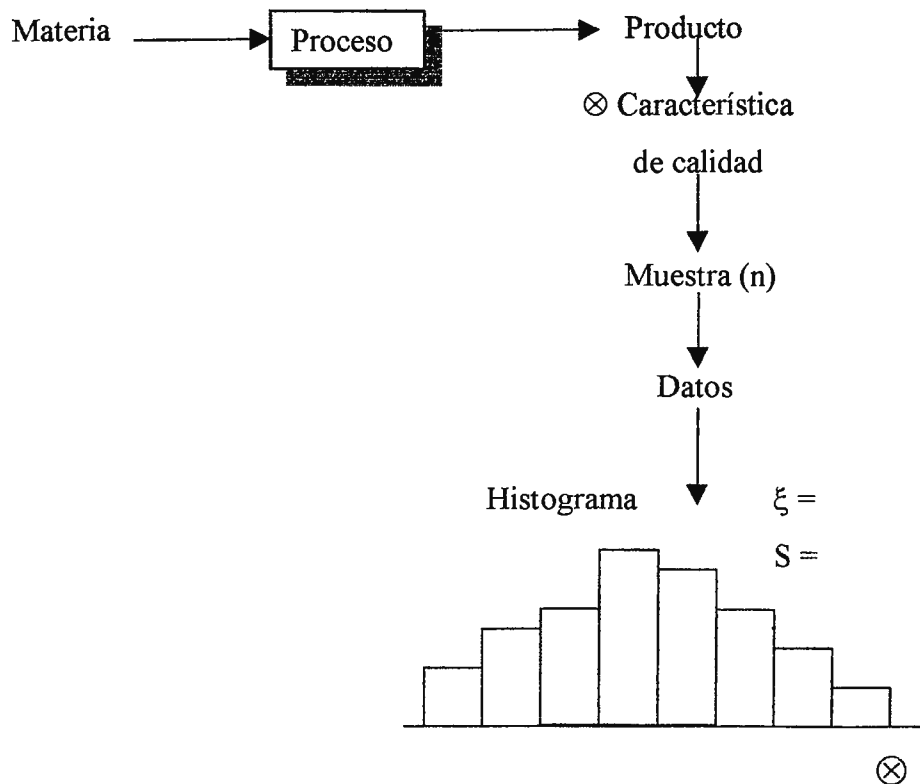 Materia
Proceso
Producto
⊗ Característica
de calidad
Muestra (n)
Datos
Histograma
ξ =
S =
⊗